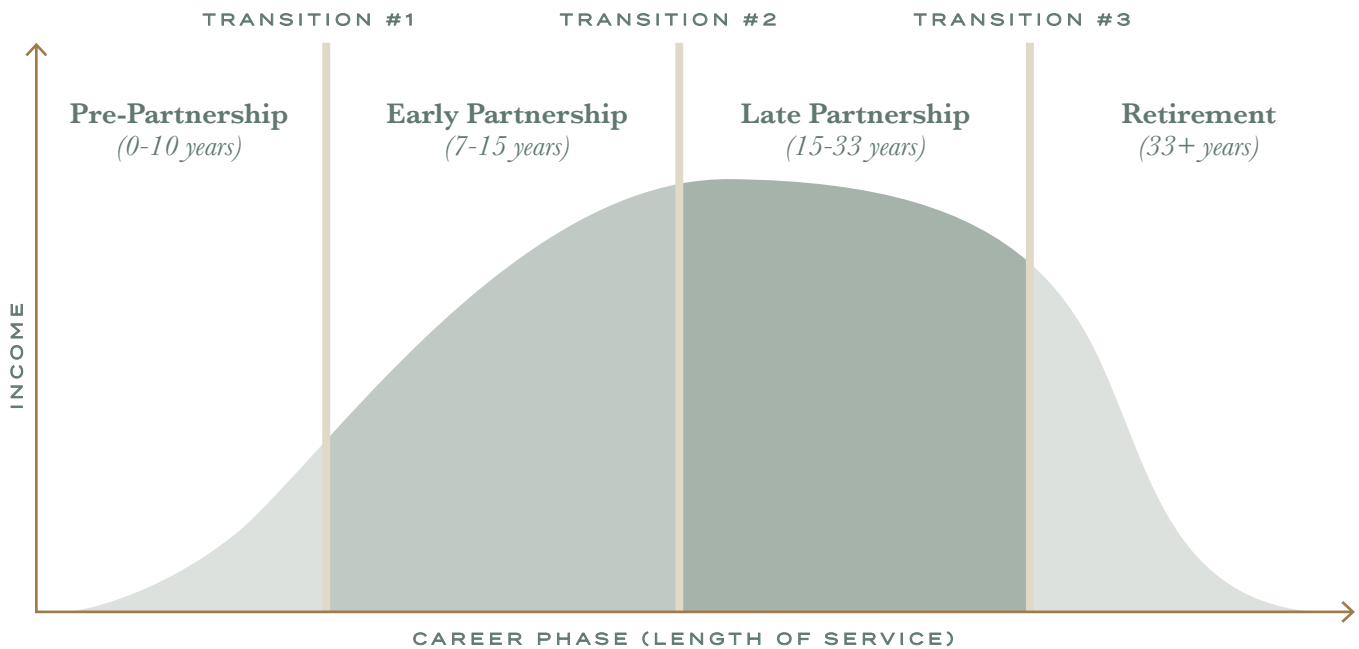 TRANSITION #1
TRANSITION #2
TRANSITION #3
Pre-Partnership
(0-10 years)
Early Partnership
(7-15 years)
Late Partnership
(15-33 years)
Retirement
(33+ years)
INCOME
CAREER PHASE (LENGTH OF SERVICE)